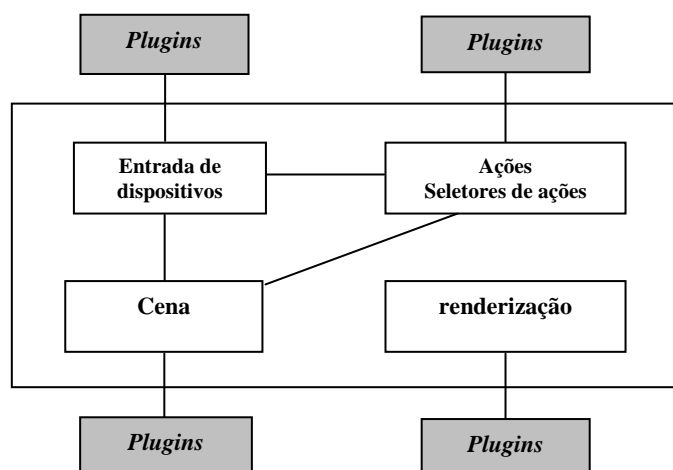 Plugins
Plugins
Entrada de
dispositivos
Ações
Seletores de ações
Cena
renderização
Plugins
Plugins